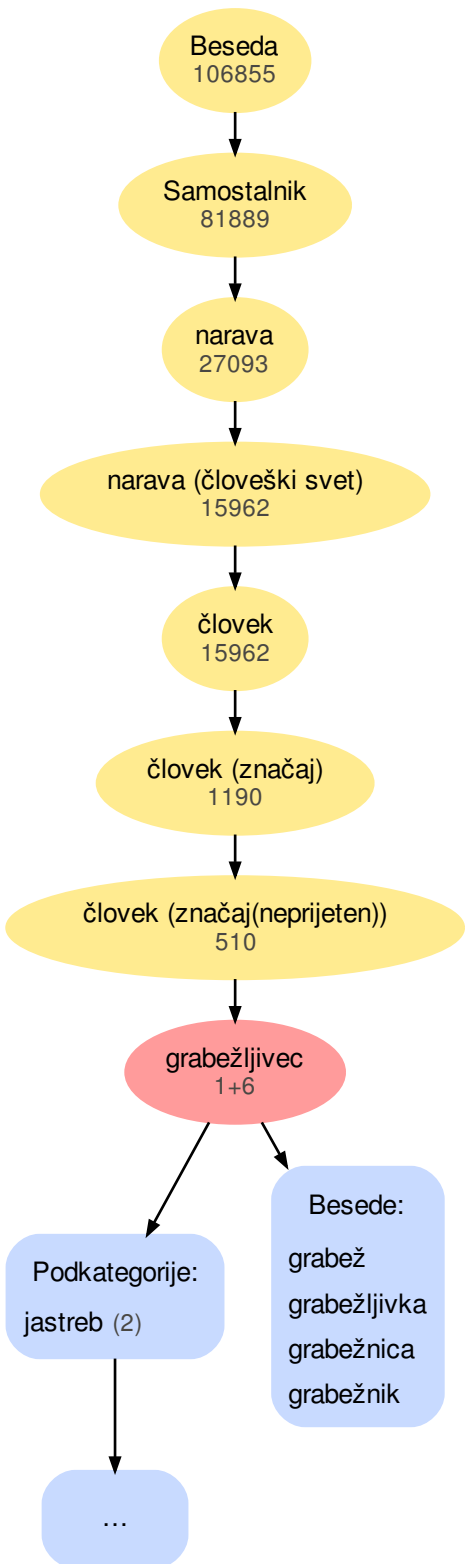 Beseda
106855
Samostalnik
81889
narava
27093
narava (človeški svet)
15962
človek
15962
človek (značaj)
1190
človek (značaj(neprijeten))
510
grabežljivec
1+6
Podkategorije:
jastreb (2)
...
Besede:
grabež
grabežljivka
grabežnica
grabežnik